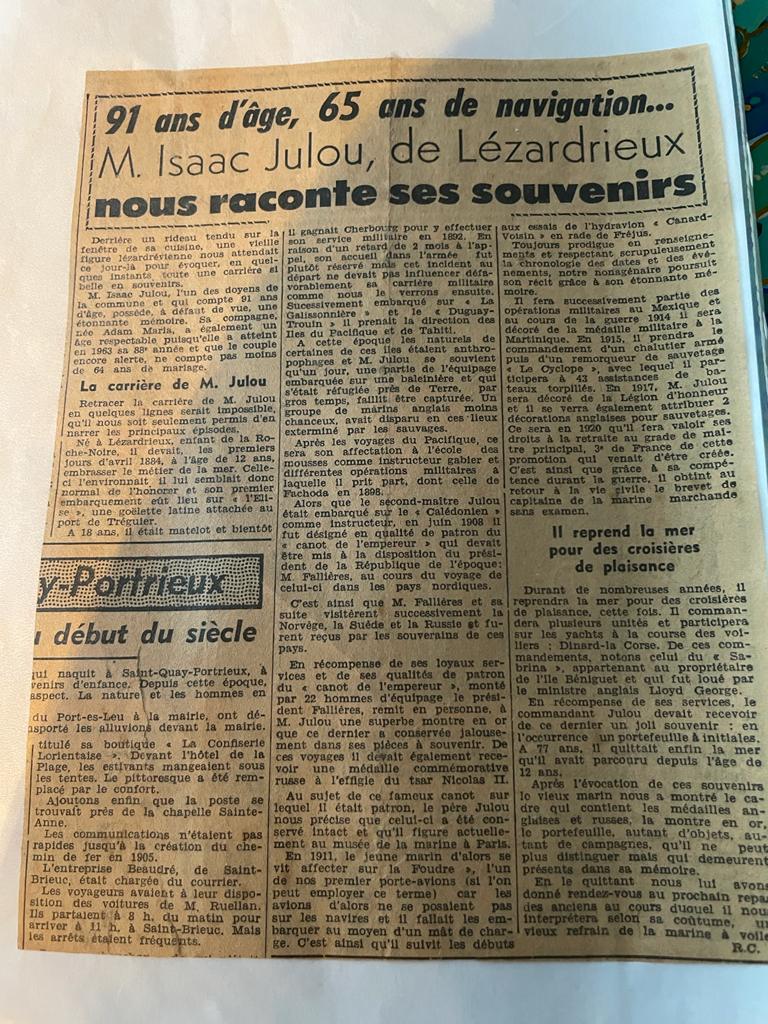 91 ans d'âge, 65 ans de navigation...
M. Isaac Julou, de Lézardrieux
nous raconte ses souvenirs
Derrière un rideau tendu sur la
fenêtre de sa cuisine, une vieille
figure lézardrévienne nous attendait
ce jour-là pour évoquer, en quel-
ques instants, toute une carrière si
belle en souvenirs.
M. Isaac Julou, l'un des doyens de
la commune et qui compte 91 ans
d'âge, possède, à défaut de vue, une
étonnante mémoire. Sa compagne,
née Adam Maria, a également un
âge respectable puisqu'elle a atteint
en 1963 sa 88e année et que le couple
encore alerte, ne compte pas moins
de 64 ans de mariage.
La carrière de M. Julou
Retracer la carrière de M. Julou
en quelques lignes serait impossible,
qu'il nous soit seulement permis d'en
narrer les principaux épisodes.
Né à Lézardrieux, enfant de la Ro-
che-Noire, il devait, les premiers
jours d'avril 1884, à l'âge de 12 ans,
embrasser le métier de la mer. Celle-
ci l'environnait, il lui semblait donc
normal de l'honorer et son premier
embarquement eût lieu sur « l'Eli-
se », une goëlette latine attachée au
port de Tréguier.
A 18 ans, il était matelot et bientôt
y-Portrieux
début du siècle
qui naquit à Saint-Quay-Portrieux, à
venirs d'enfance. Depuis cette époque,
aspect. La nature et les hommes en
du Port-es-Leu à la mairie, ont dé-
sporté les alluvions devant la mairie.
titulé sa boutique « La Confiserie
Lorientaise ». Devant l'hôtel de la
Plage, les estivants mangeaient sous
les tentes. Le pittoresque a été rem-
placé par le confort.
Ajoutons enfin que la poste se
trouvait près de la chapelle Sainte-
Anne.
Les communications n'étaient pas
rapides jusqu'à la création du che-
min de fer en 1905.
L'entreprise Beaudré, de Saint-
Brieuc, était chargée du courrier.
Les voyageurs avaient à leur dispo-
sition des voitures de M. Ruellan.
Ils partaient à 8 h. du matin pour
arriver à 11 h. à Saint-Brieuc. Mais
les arrêts étaient fréquents.
il gagnait Cherbourg pour y effectuer
son service militaire en 1892. En
raison d'un retard de 2 mois à l'ap-
pel, son accueil dans l'armée fut
plutôt réservé mais cet incident au
départ ne devait pas influencer défa-
vorablement sa carrière militaire
comme nous le verrons ensuite.
Sucessivement embarqué sur « La
Galissonnière » et le « Duguay-
Trouin » il prenait la direction des
Iles du Pacifique et de Tahiti.
A cette époque les naturels de
certaines de ces îles étaient anthro-
pophages et M. Julou se souvient
qu'un jour, une partie de l'équipage
embarquée sur une baleinière et qui
s'était réfugiée près de Terre, par
gros temps, faillit être capturée. Un
groupe de marins anglais moins
chanceux, avait disparu en ces lieux
exterminé par les sauvages.
Après les voyages du Pacifique, ce
sera son affectation à l'école des
mousses comme instructeur gabier et
différentes opérations militaires à
laquelle il prit part, dont celle de
Fachoda en 1898.
Alors que le second-maître Julou
était embarqué sur le « Calédonien »
comme instructeur, en juin 1908 il
fut désigné en qualité de patron du
« canot de l'empereur » qui devait
être mis à la disposition du prési-
dent de la République de l'époque:
M. Fallières, au cours du voyage de
celui-ci dans les pays nordiques.
C'est ainsi que M. Fallières et sa
suite visitèrent successivement la
Norvège, la Suède et la Russie et fu-
rent reçus par les souverains de ces
pays.
En récompense de ses loyaux ser-
vices et de ses qualités de patron
du « canot de l'empereur », monté
par 22 hommes d'équipage le prési-
dent Fallières, remit en personne, à
M. Julou une superbe montre en or
que ce dernier a conservée jalouse-
ment dans ses pièces à souvenir. De
ces voyages il devait également rece-
voir une médaille commémorative
russe à l'effigie du tsar Nicolas II.
Au sujet de ce fameux canot sur
lequel il était patron, le père Julou
nous précise que celui-ci a été con-
servé intact et qu'il figure actuelle-
ment au musée de la marine à Paris.
En 1911, le jeune marin d'alors se
vit affecter sur la Foudre », l'un
de nos premier porte-avions (si l'on
peut employer ce terme) car les
avions d'alors ne se posaient pas
sur les navires et il fallait les em-
barquer au moyen d'un mât de char-
ge. C'est ainsi qu'il suivit les débuts
aux essais de l'hydravion « Canard-
Voisin » en rade de Fréjus.
Toujours prodigue en renseigne-
ments et respectant scrupuleusement
la chronologie des dates et des évé-
nements, notre nonagénaire poursuit
son récit grâce à son étonnante mé-
moire.
Il fera successivement partie des
opérations militaires au Mexique et
au cours de la guerre 1914 il sera
décoré de la médaille militaire à la
Martinique. En 1915, il prendra le
commandement d'un chalutier armé
puis d'un remorqueur de sauvetage
« Le Cyclope », avec lequel il par-
ticipera à 43 assistances de ba-
teaux torpillés. En 1917, M. Julou
sera décoré de la Légion d'honneur
et il se verra également attribuer 2
décorations anglaises pour sauvetages.
Ce sera en 1920 qu'il fera valoir ses
droits à la retraite au grade de maî-
tre principal, 3e de France de cette
promotion qui venait d'être créée.
C'est ainsi que grâce à sa compé-
tence durant la guerre, il obtint au
retour à la vie civile le brevet de
capitaine de la marine marchande
sans examen.
Il reprend la mer
pour des croisières
de plaisance
Durant de nombreuses années, il
reprendra la mer pour des croisières
de plaisance, cette fois. Il comman-
dera plusieurs unités et participera
sur les yachts à la course des voi-
liers : Dinard-la Corse. De ces com-
mandements, notons celui du « Sa-
brina », appartenant au propriétaire
de l'île Béniguet et qui fut loué par
le ministre anglais Lloyd George.
En récompense de ses services, le
commandant Julou devait recevoir
de ce dernier un joli souvenir : en
l'occurrence un portefeuille à initiales.
A 77 ans, il quittait enfin la mer
qu'il avait parcouru depuis l'âge de
12 ans.
Après l'évocation de ces souvenirs
le vieux marin nous a montré le ca-
dre qui contient les médailles an-
glaises et russes, la montre en or,
le portefeuille, autant d'objets, au-
tant de campagnes, qu'il ne peut
plus distinguer mais qui demeurent
présents dans sa mémoire.
En le quittant nous lui avons
donné rendez-vous au prochain repas
des anciens au cours duquel il nous
interprétera selon sa coûtume, un
vieux refrain de la marine à voile
R.C.